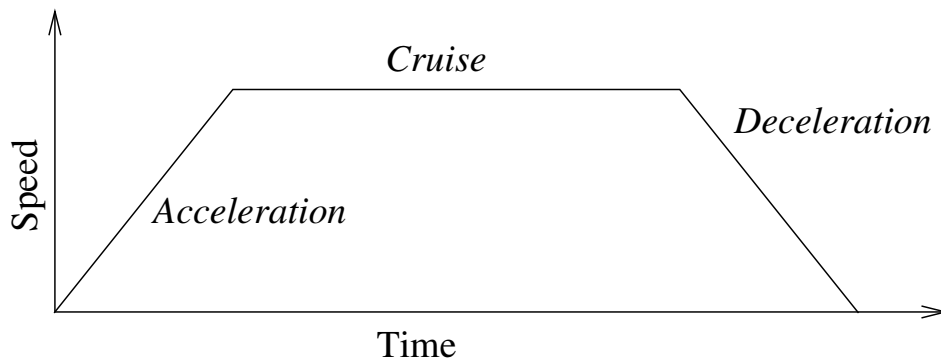 Cruise
Deceleration
Acceleration
Speed
Time